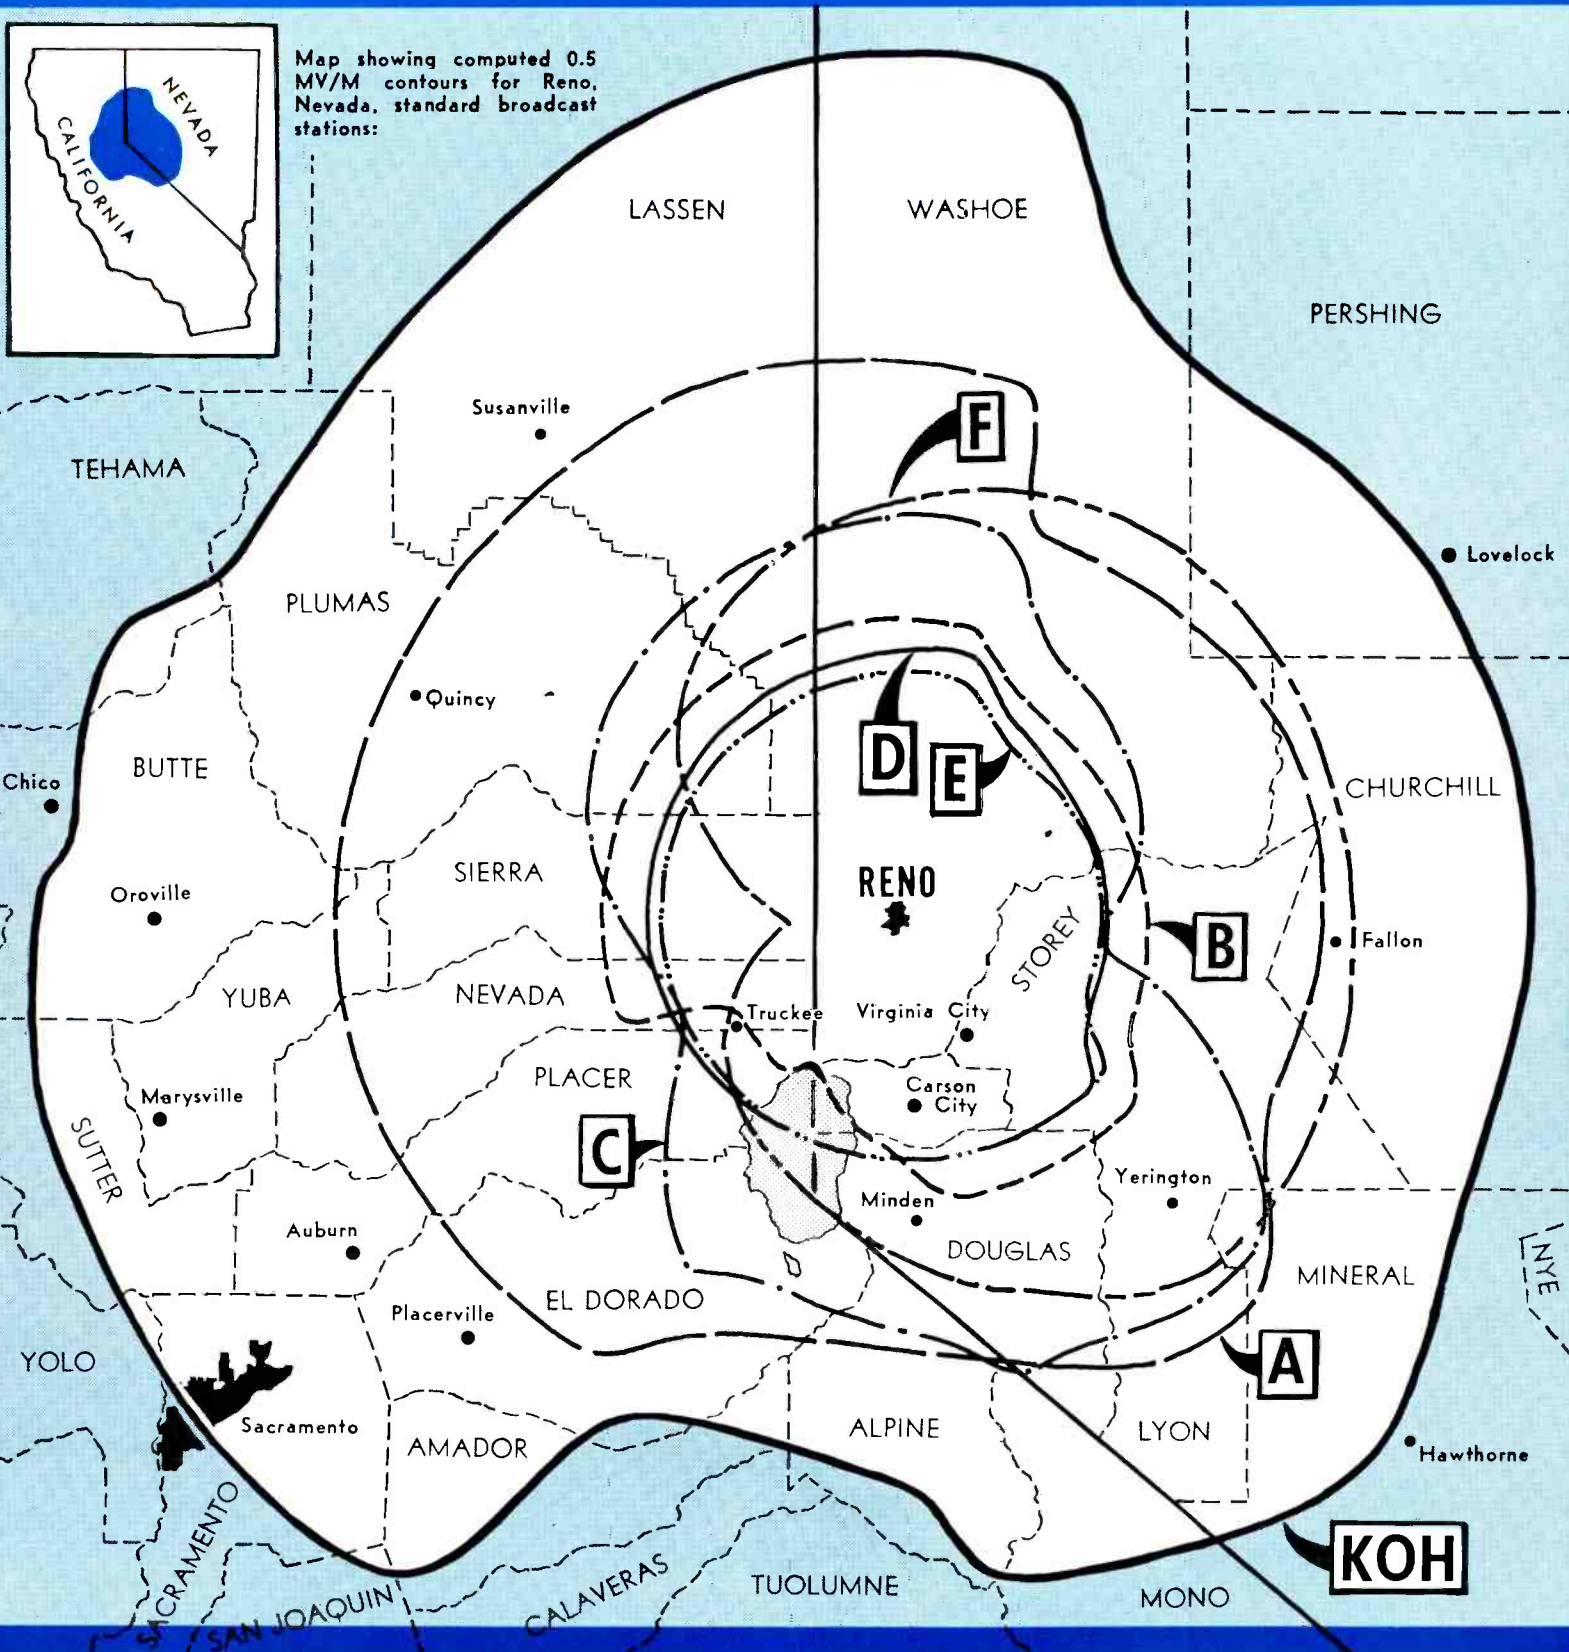 Map showing computed 0.5
MV/M contours for Reno,
Nevada, standard broadcast
stations:
NEVADA
CALIFORNIA
LASSEN
WASHOE
PERSHING
Susanville
F
TEHAMA
Lovelock
PLUMAS
Quincy
D
E
BUTTE
Chico
CHURCHILL
SIERRA
RENO
Oroville
STOREY
B
Fallon
YUBA
NEVADA
Truckee
Virginia City
PLACER
Carson
City
Marysville
SUTTER
C
Yerington
Minden
Auburn
DOUGLAS
NYE
MINERAL
EL DORADO
Placerville
YOLO
A
Sacramento
AMADOR
ALPINE
LYON
Hawthorne
SACRAMENTO
KOH
SAN JOAQUIN
CALAVERAS
TUOLUMNE
MONO